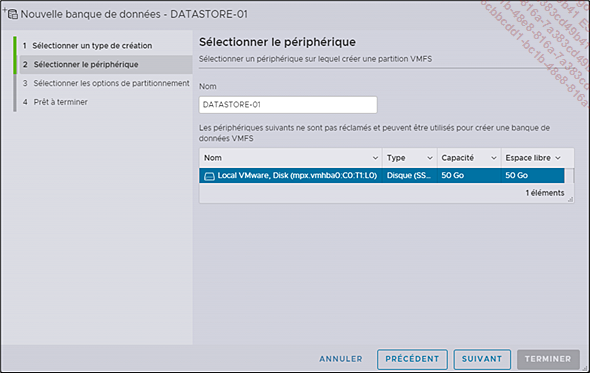 Nouvelle banque de données - DATASTORE-01
1 Sélectionner un type de création
2 Sélectionner le périphérique
3 Sélectionner les options de partitionnement
4 Prêt à terminer
Sélectionner le périphérique
Sélectionner un périphérique sur lequel créer une partition VMFS
Nom
DATASTORE-01
Les périphériques suivants ne sont pas réclamés et peuvent être utilisés pour créer une banque de
données VMFS
Nom Type Capacité Espace libre
Local VMware, Disk (mpx.vmhba0:C0:T1:L0) Disque (SS... 50 Go 50 Go
1 éléments
ANNULER PRÉCÉDENT SUIVANT TERMINER